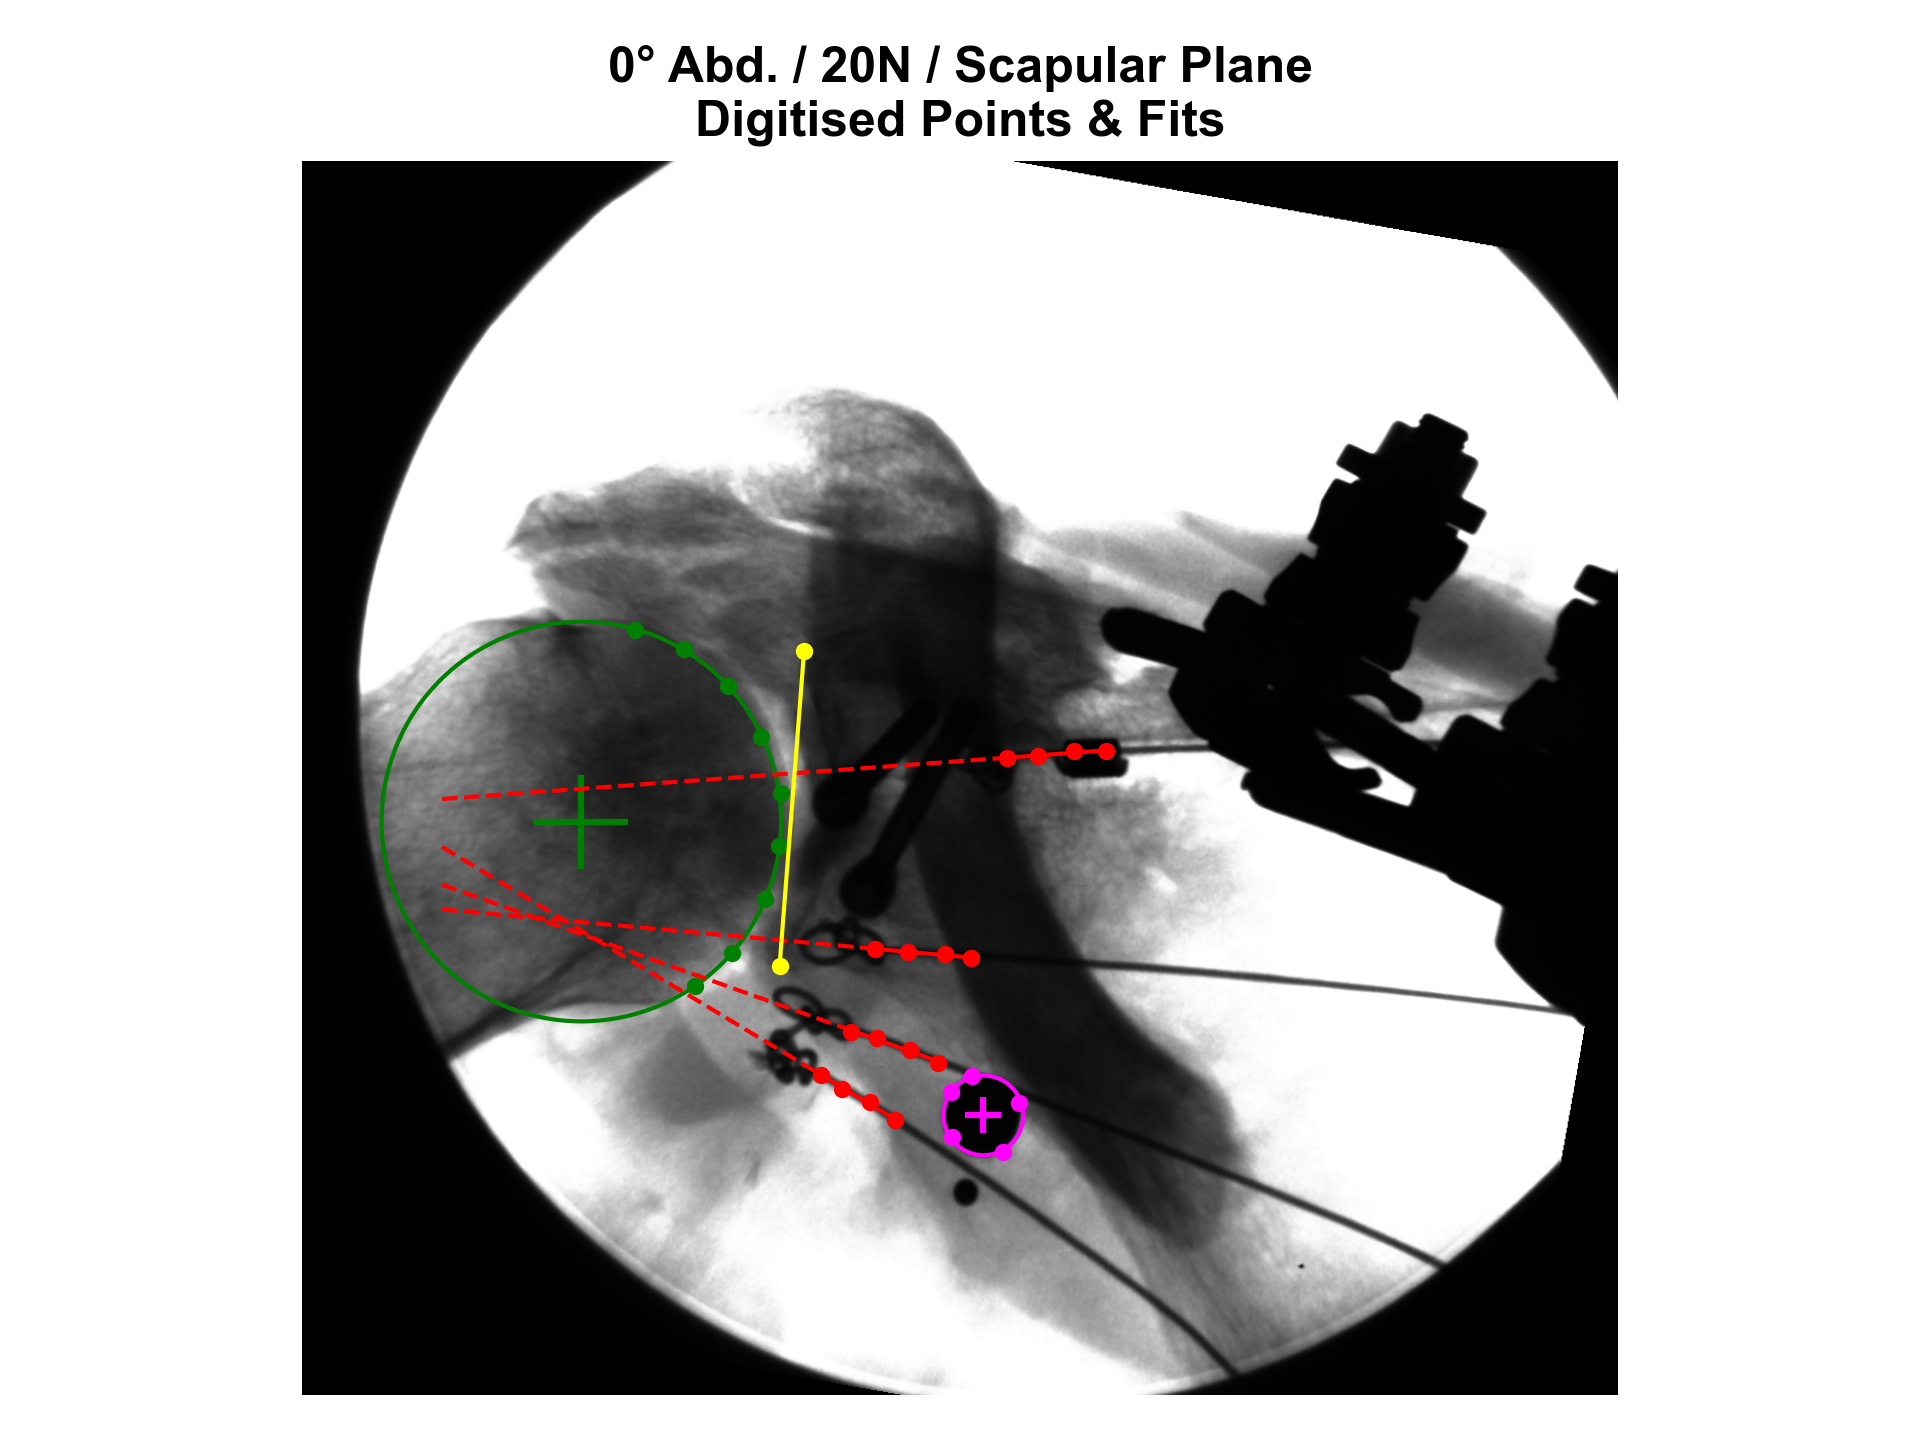 0° Abd. / 20N / Scapular Plane
Digitised Points & Fits